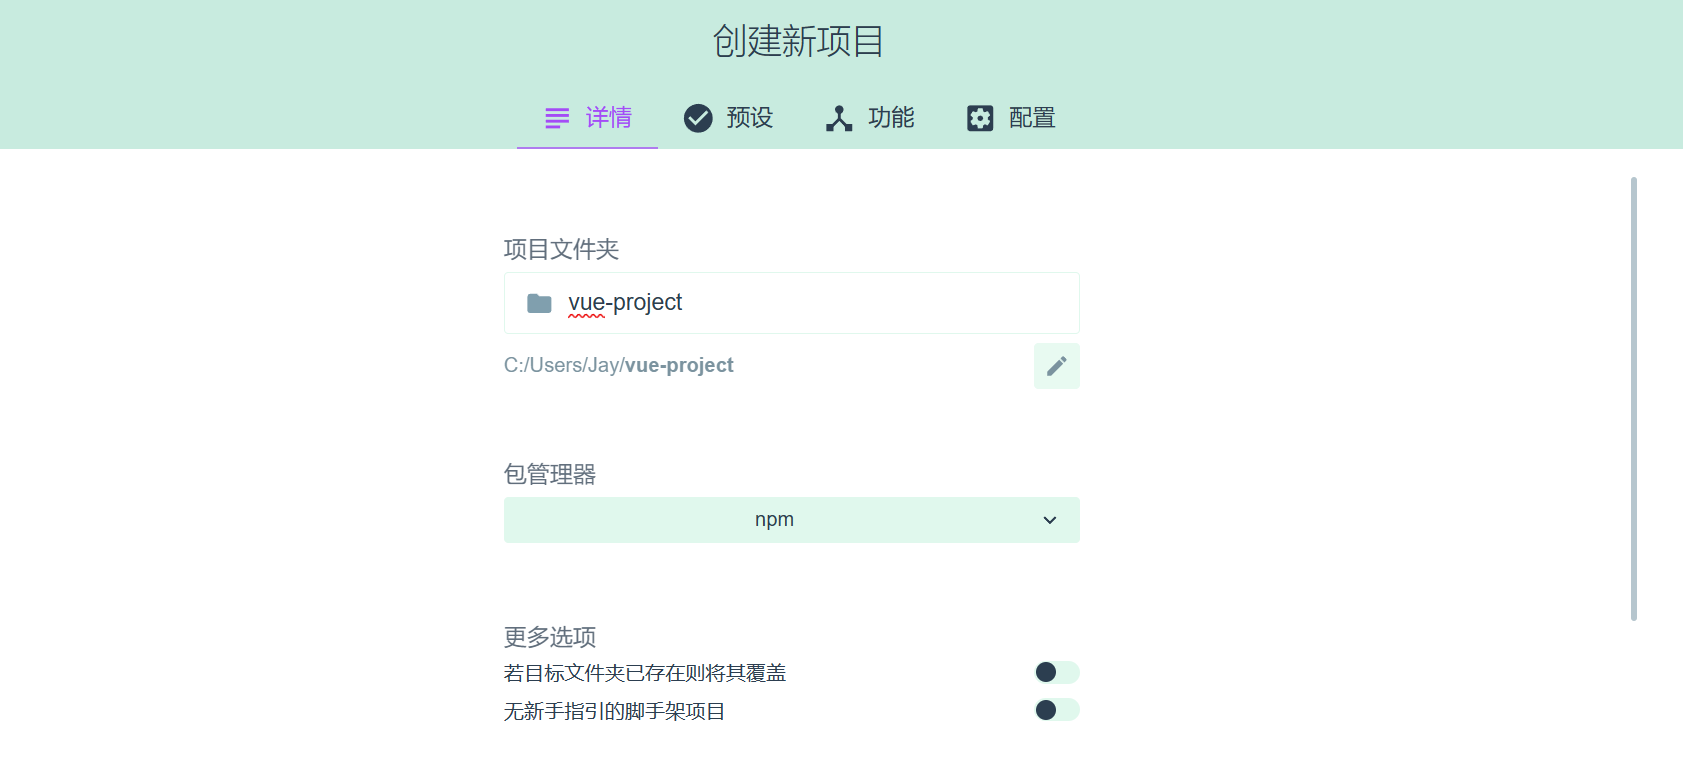 创建新项目
详情 预设 功能 配置
项目文件夹
vue-project
C:/Users/Jay/vue-project
包管理器
npm
更多选项
若目标文件夹已存在则将其覆盖
无新手指引的脚手架项目